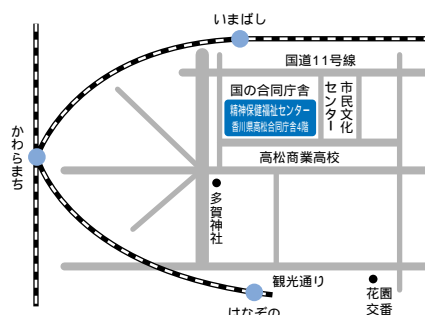 いまばし
国道11号線
国の合同庁舎
精神保健福祉センター
香川県高松合同庁舎4階
市民文化
センター
かわらまち
高松商業高校
多賀神社
観光通り
花園
交番
はなぞの